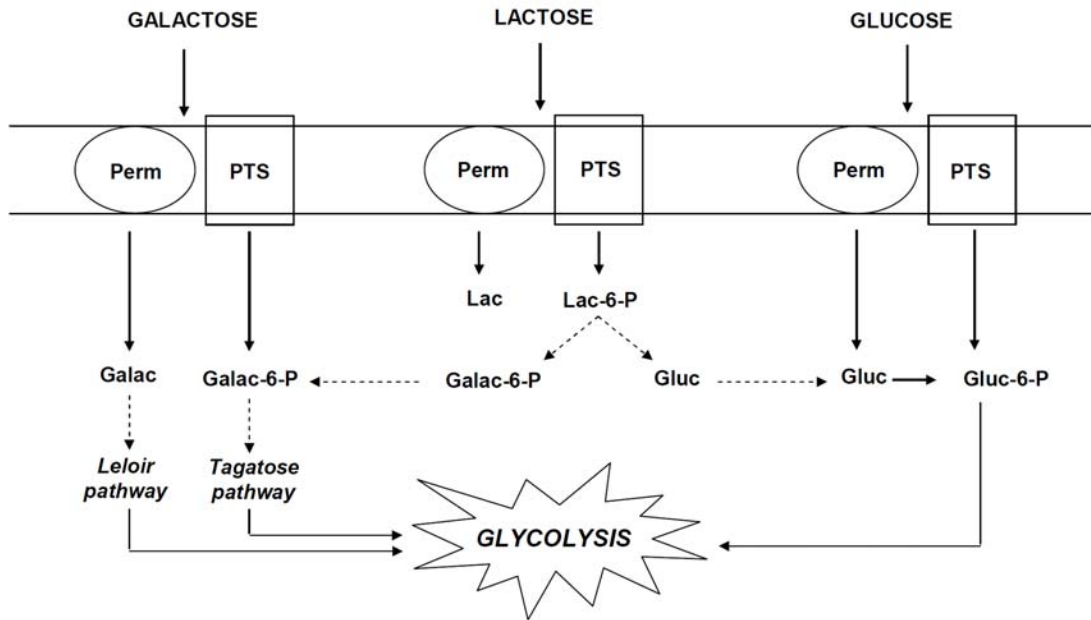 GALACTOSE
LACTOSE
GLUCOSE
Perm
PTS
Perm
PTS
Perm
PTS
Lac
Lac-6-P
Galac
Galac-6-P
Galac-6-P
Gluc
Gluc
Gluc-6-P
Leloir
pathway
Tagatose
pathway
GLYCOLYSIS